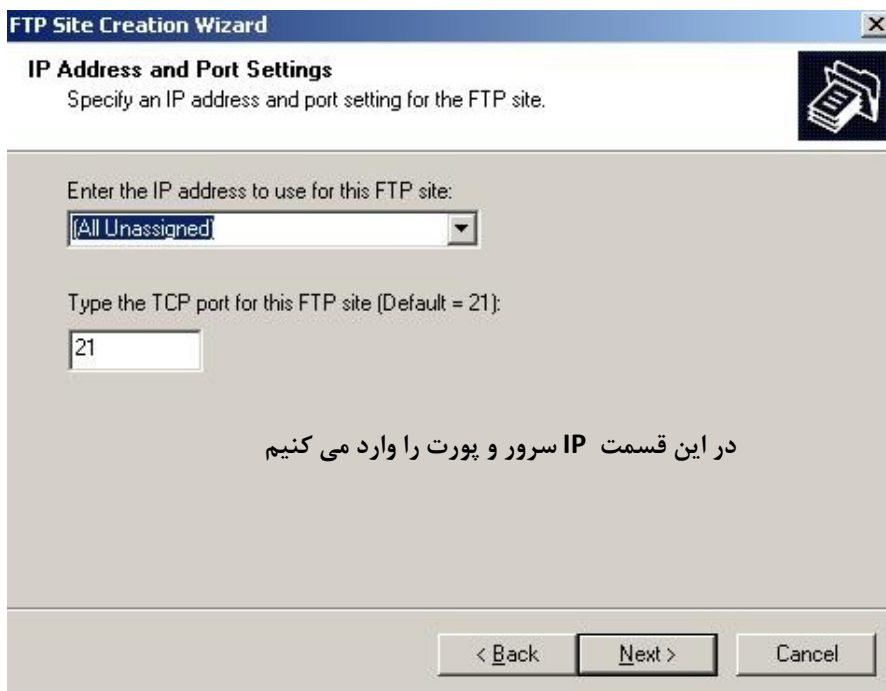 FTP Site Creation Wizard
IP Address and Port Settings
Specify an IP address and port setting for the FTP site.
Enter the IP address to use for this FTP site:
(All Unassigned)
Type the TCP port for this FTP site (Default = 21):
21
در این قسمت IP سرور و پورت را وارد می کنیم
< Back
Next >
Cancel